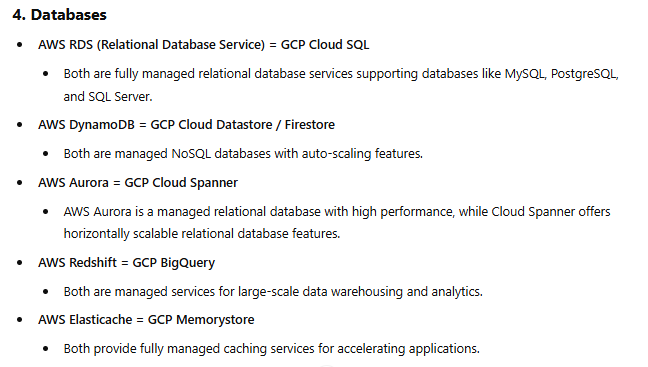 4. Databases
• AWS RDS (Relational Database Service) = GCP Cloud SQL
• Both are fully managed relational database services supporting databases like MySQL, PostgreSQL,
and SQL Server.
• AWS DynamoDB = GCP Cloud Datastore / Firestore
• Both are managed NoSQL databases with auto-scaling features.
• AWS Aurora = GCP Cloud Spanner
• AWS Aurora is a managed relational database with high performance, while Cloud Spanner offers
horizontally scalable relational database features.
• AWS Redshift = GCP BigQuery
• Both are managed services for large-scale data warehousing and analytics.
• AWS Elasticache = GCP Memorystore
• Both provide fully managed caching services for accelerating applications.